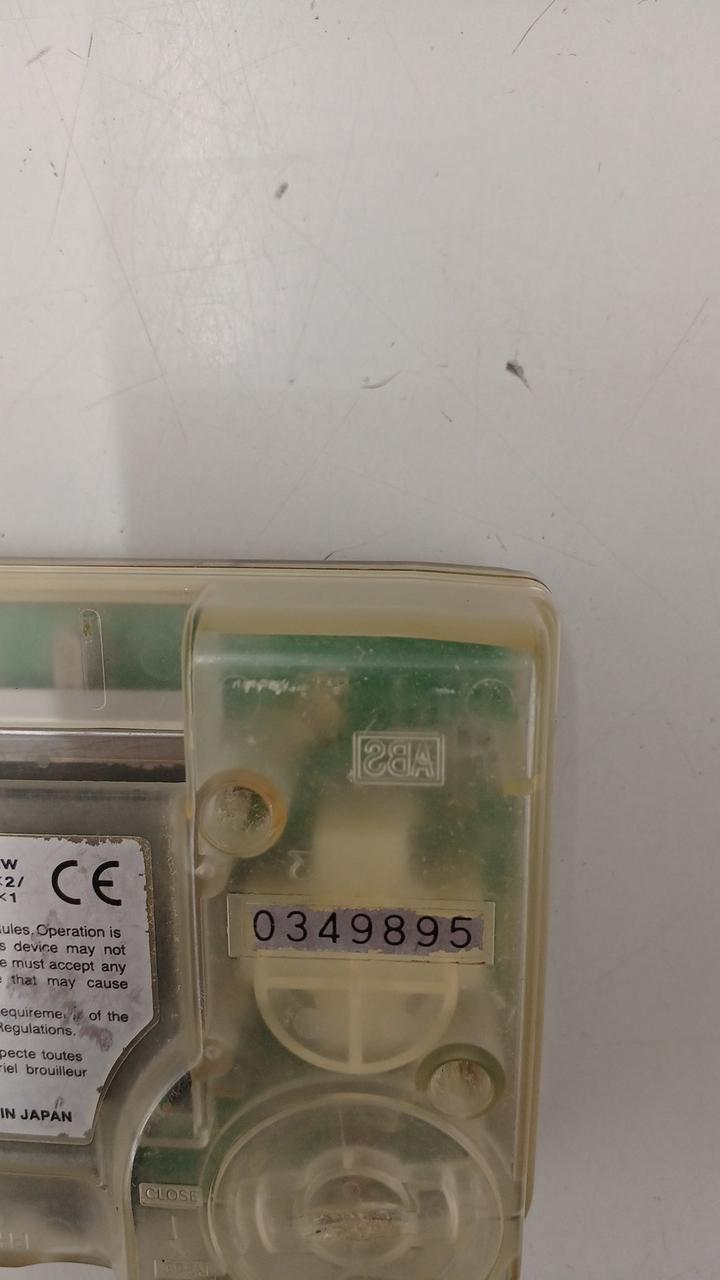 ABS
CE
0349895
ules. Operation is
s device may not
e must accept any
that may cause
of the
Regulations.
pecte toutes
riel brouilleur
IN JAPAN
CLOSE